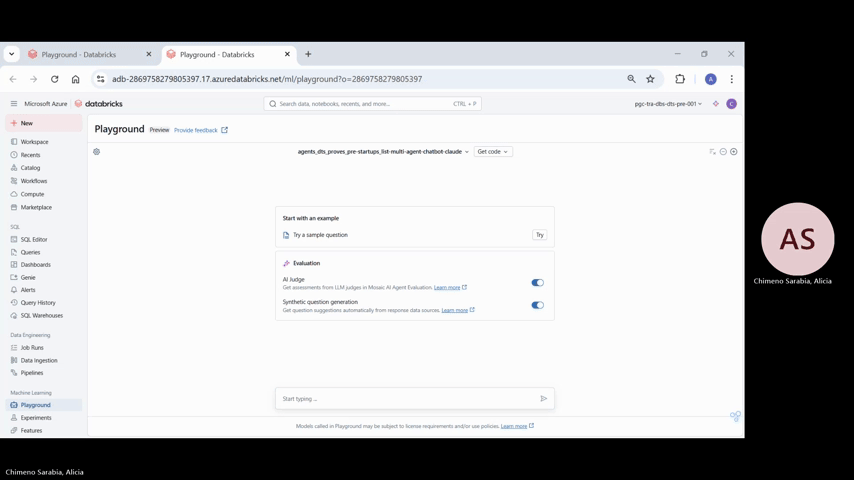 Playground - Databricks
Playground - Databricks
adb-2869758279805397.17.azuredatabricks.net/ml/playground?o=2869758279805397
A
Microsoft Azure
databricks
Search data, notebooks, recents, and more...
CTRL + P
pgc-tra-dbs-dts-pre-001
C
New
Workspace
Recents
Catalog
Workflows
Compute
Marketplace
SQL
SQL Editor
Queries
Dashboards
Genie
Alerts
Query History
SQL Warehouses
Data Engineering
Job Runs
Data Ingestion
Pipelines
Machine Learning
Playground
Experiments
Features
Playground
Preview
Provide feedback
agents_dts_proves_pre-startups_list-multi-agent-chatbot-claude
Get code
Start with an example
Try a sample question
Try
Evaluation
AI Judge
Get assessments from LLM judges in Mosaic AI Agent Evaluation. Learn more
Synthetic question generation
Get question suggestions automatically from response data sources. Learn more
Start typing ...
Models called in Playground may be subject to license requirements and/or use policies. Learn more
AS
Chimeno Sarabia, Alicia
Chimeno Sarabia, Alicia